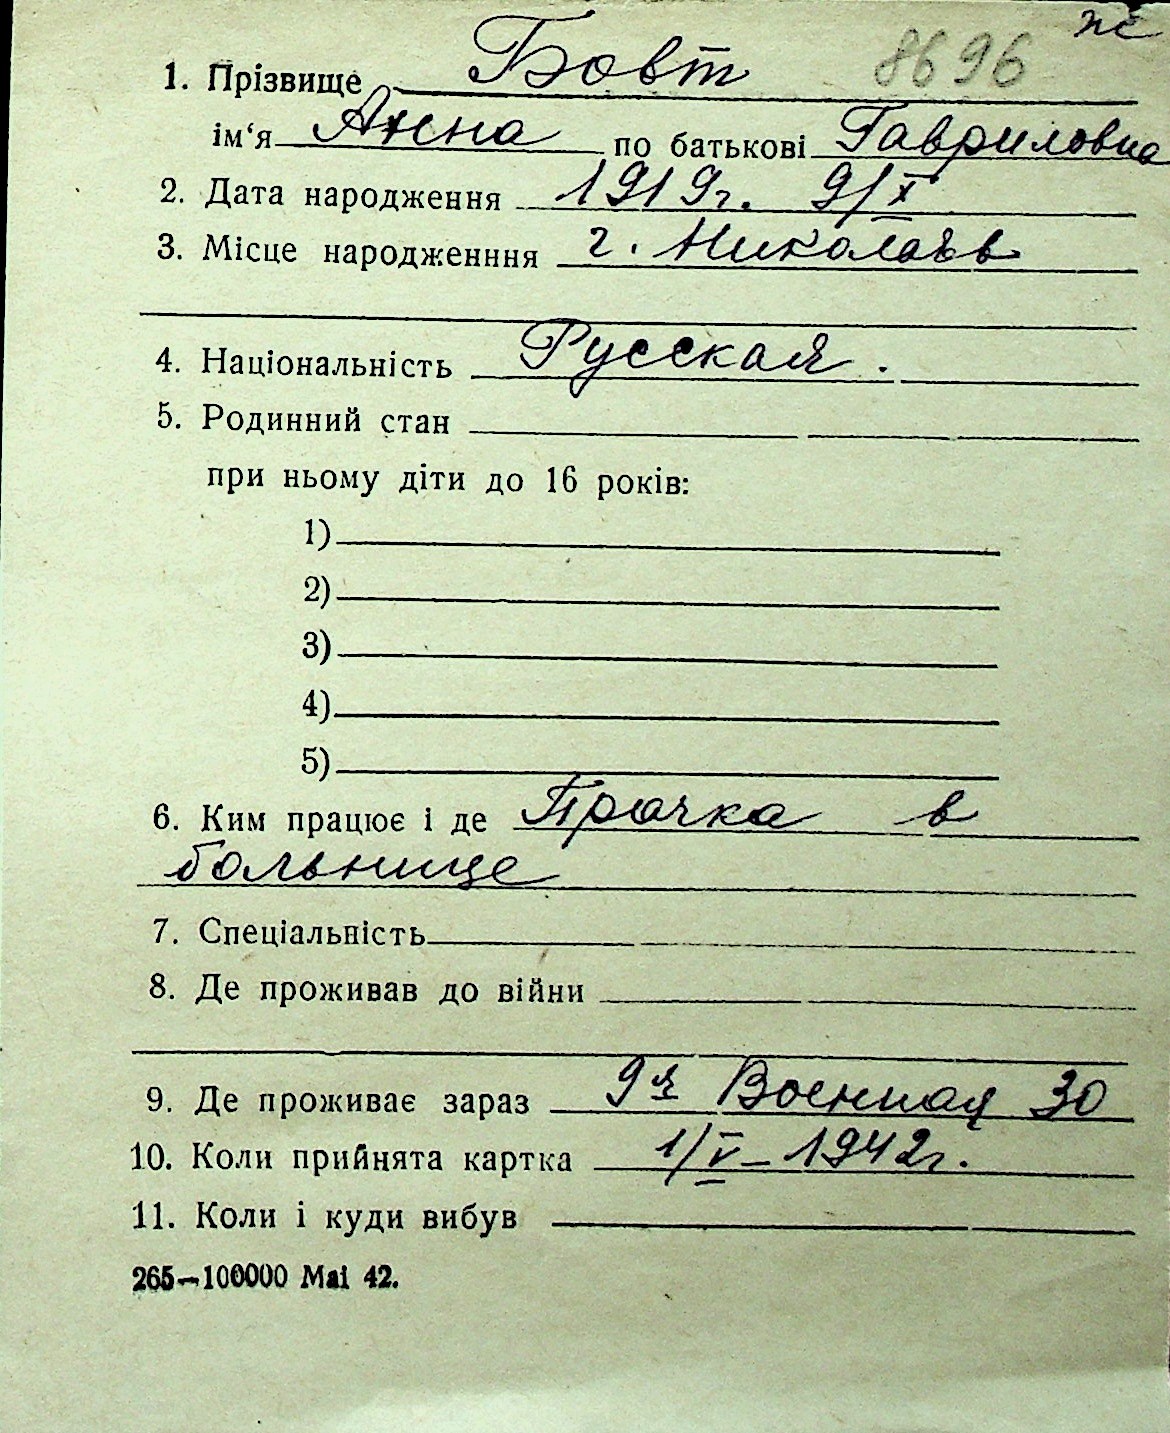 же
8696
1. Прізвище Бовт
ім‘я Анна по батькові Гавриловна
2. Дата народження 1919г. 9/X
3. Місце народженння г. Николаев
4. Національність Русская.
5. Родинний стан
при ньому діти до 16 років:
1)
2)
3)
4)
5)
6. Ким працює і де Прачка в
больнице
7. Спеціальність
8. Де проживав до війни
9. Де проживає зараз 9я Военная 30
10. Коли прийнята картка 1/V–1942г.
11. Коли і куди вибув
265–100000 Mai 42.